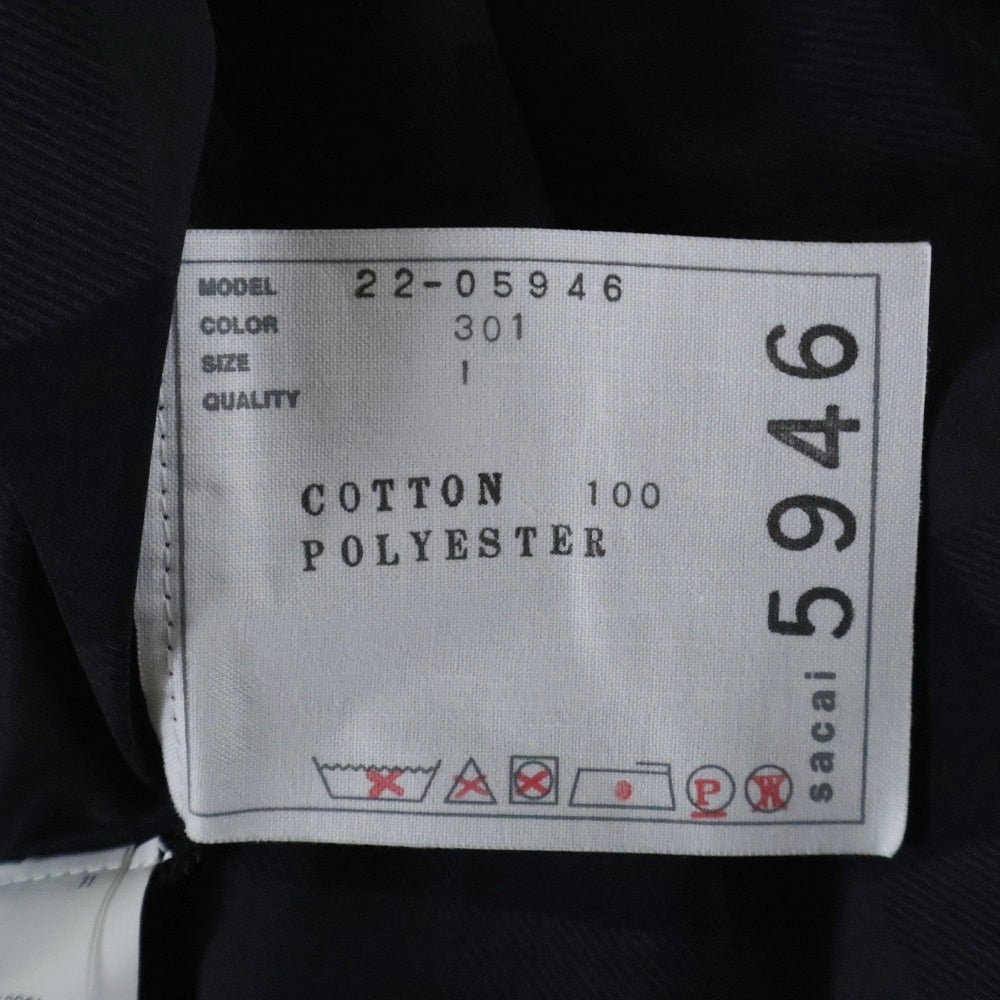 MODEL 22-05946
COLOR 301
SIZE 1
QUALITY
COTTON 100
POLYESTER
P W
sacai 5946